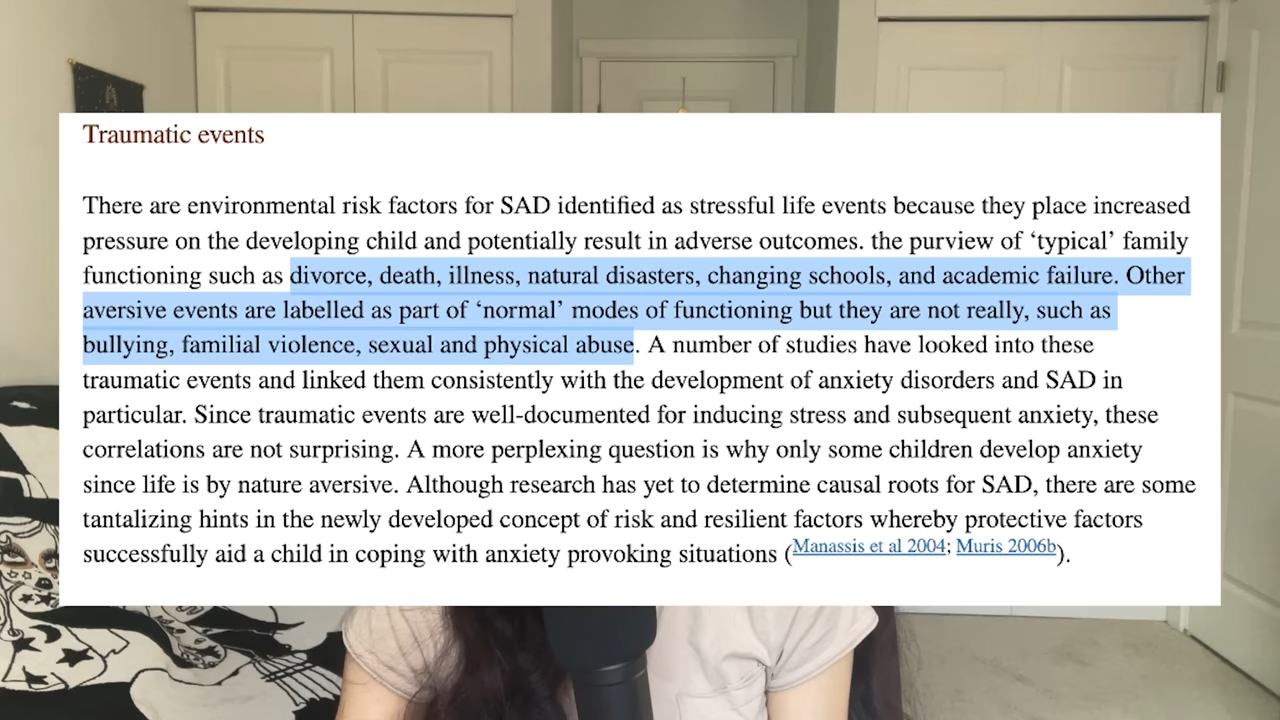 Traumatic events
There are environmental risk factors for SAD identified as stressful life events because they place increased
pressure on the developing child and potentially result in adverse outcomes. the purview of ‘typical’ family
functioning such as divorce, death, illness, natural disasters, changing schools, and academic failure. Other
aversive events are labelled as part of ‘normal’ modes of functioning but they are not really, such as
bullying, familial violence, sexual and physical abuse. A number of studies have looked into these
traumatic events and linked them consistently with the development of anxiety disorders and SAD in
particular. Since traumatic events are well-documented for inducing stress and subsequent anxiety, these
correlations are not surprising. A more perplexing question is why only some children develop anxiety
since life is by nature aversive. Although research has yet to determine causal roots for SAD, there are some
tantalizing hints in the newly developed concept of risk and resilient factors whereby protective factors
successfully aid a child in coping with anxiety provoking situations (Manassis et al 2004; Muris 2006b).